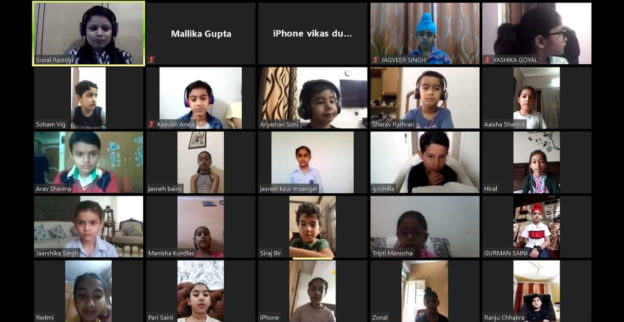 Sonal Rastogi
Mallika Gupta
iPhone vikas du...
JAGVEER SINGH
YASHIKA GOYAL
Soham Vig
Kaavish Aneja
Aryaman Soni
Sharav Puthran
Aaisha Sharma
Arav Sharma
jasneh bains
jasreet kaur maangat
surohilla
Hiral
Jaarshika Singh
Manisha Kundlas
Siraj Bir
Tripti Manocha
GURMAN SAINI
Redmi
Pari Saini
iPhone
Zonal
Ranju Chhabra